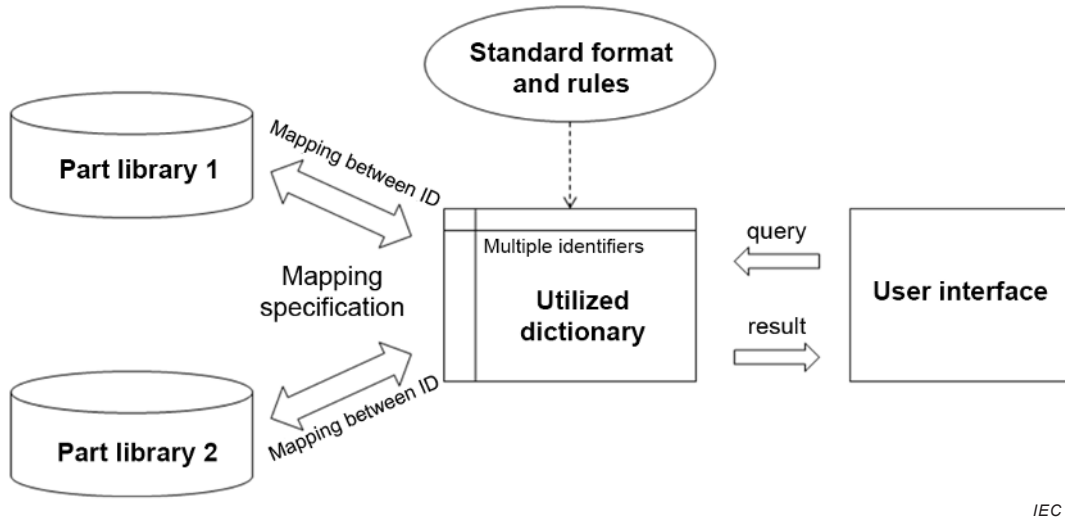 Standard format
and rules
Part library 1
Mapping between ID
Multiple identifiers
Utilized
dictionary
Mapping
specification
query
result
User interface
Mapping between ID
Part library 2
IEC